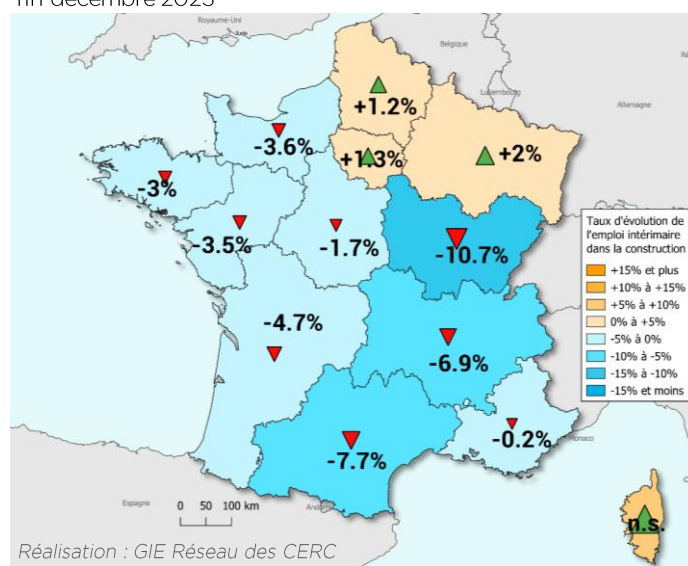 fin décembre 2023
Royaume-Uni
Belgique
Luxembourg
Allemagne
+1.2%
-3.6%
+1.3%
+2%
-3%
-3.5%
-1.7%
-10.7%
-4.7%
-6.9%
-7.7%
-0.2%
Monaco
n.s.
Espagne
0 50 100 km
Taux d'évolution de
l'emploi intérimaire
dans la construction
+15% et plus
+10% à +15%
+5% à +10%
0% à +5%
-5% à 0%
-10% à -5%
-15% à -10%
-15% et moins
Réalisation : GIE Réseau des CERC